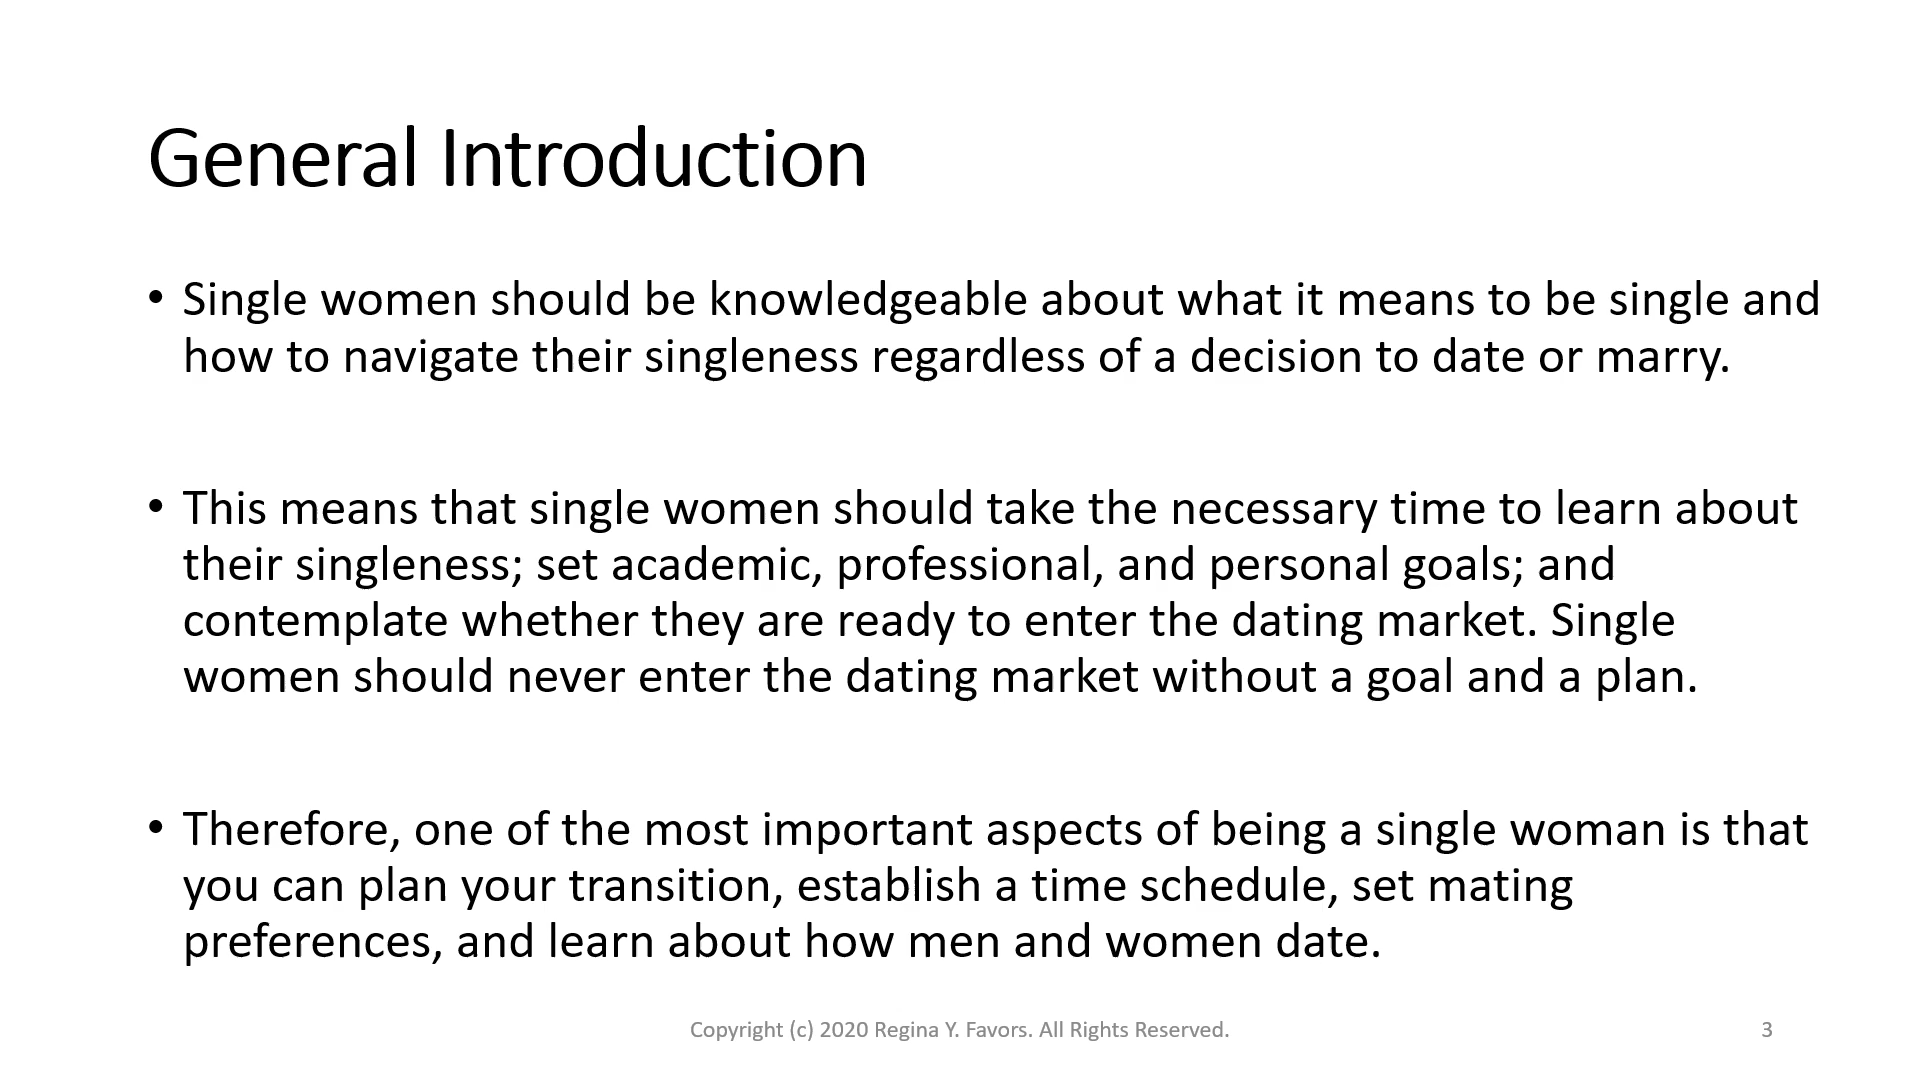 General Introduction
• Single women should be knowledgeable about what it means to be single and
how to navigate their singleness regardless of a decision to date or marry.
• This means that single women should take the necessary time to learn about
their singleness; set academic, professional, and personal goals; and
contemplate whether they are ready to enter the dating market. Single
women should never enter the dating market without a goal and a plan.
• Therefore, one of the most important aspects of being a single woman is that
you can plan your transition, establish a time schedule, set mating
preferences, and learn about how men and women date.
Copyright (c) 2020 Regina Y. Favors. All Rights Reserved.
3